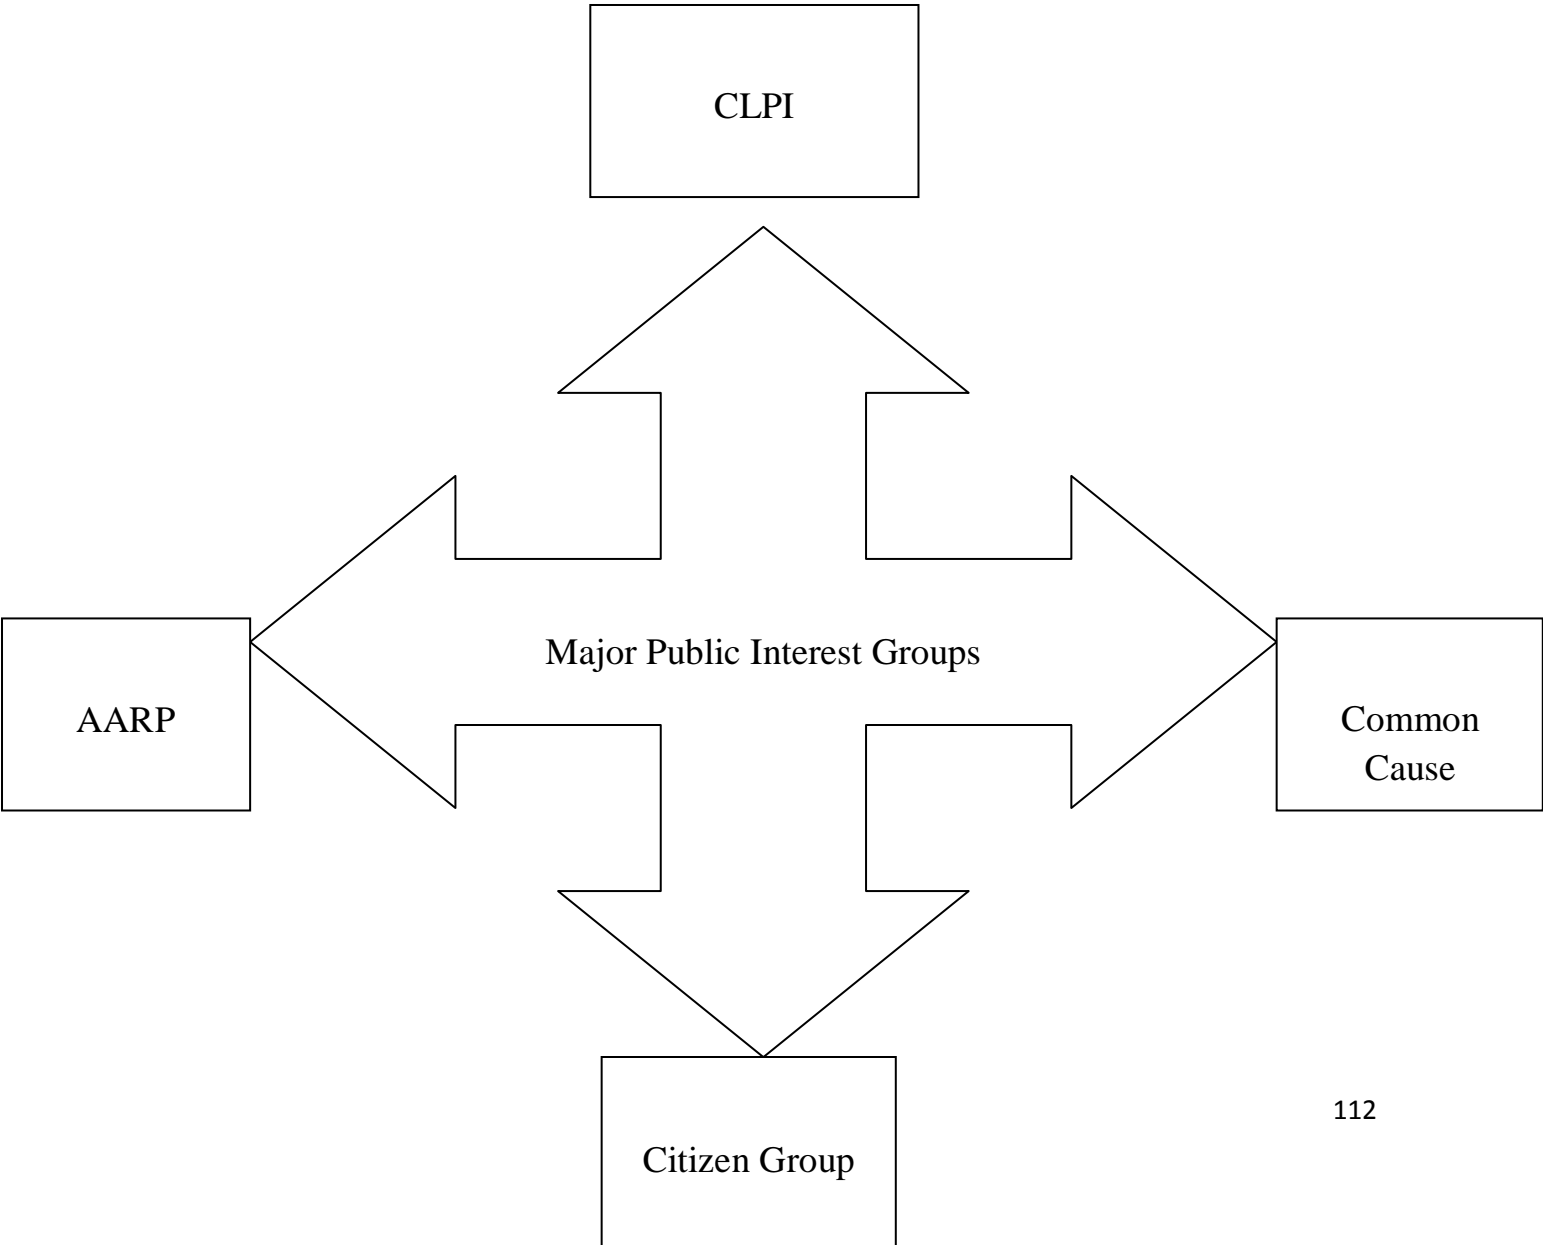 CLPI
Major Public Interest Groups
AARP
Common
Cause
112
Citizen Group